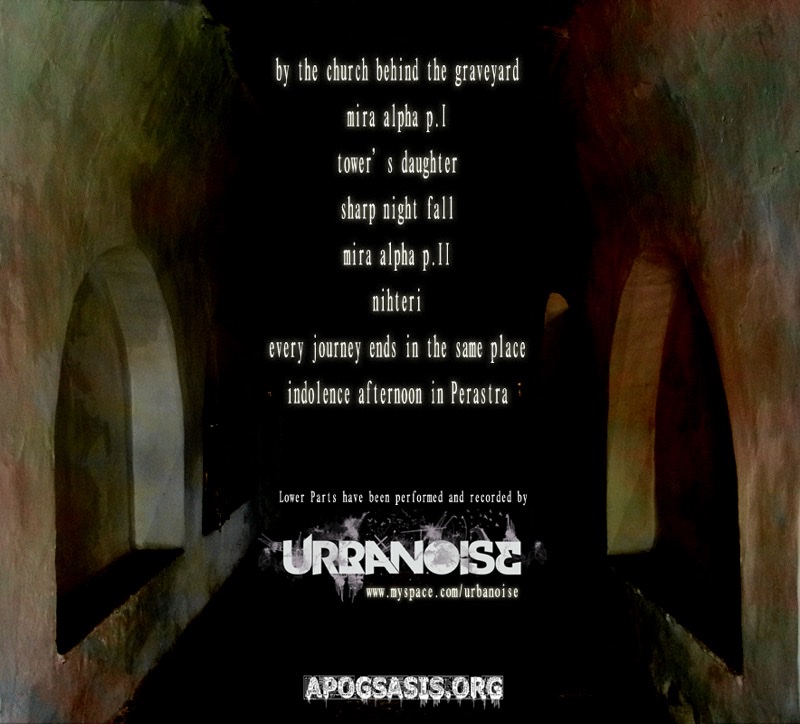 by the church behind the graveyard
mira alpha p.I
tower's daughter
sharp night fall
mira alpha p.II
nihteri
every journey ends in the same place
indolence afternoon in Perastra
Lower Parts have been performed and recorded by
URBANOISE
www.myspace.com/urbanoise
APOGSASIS.ORG